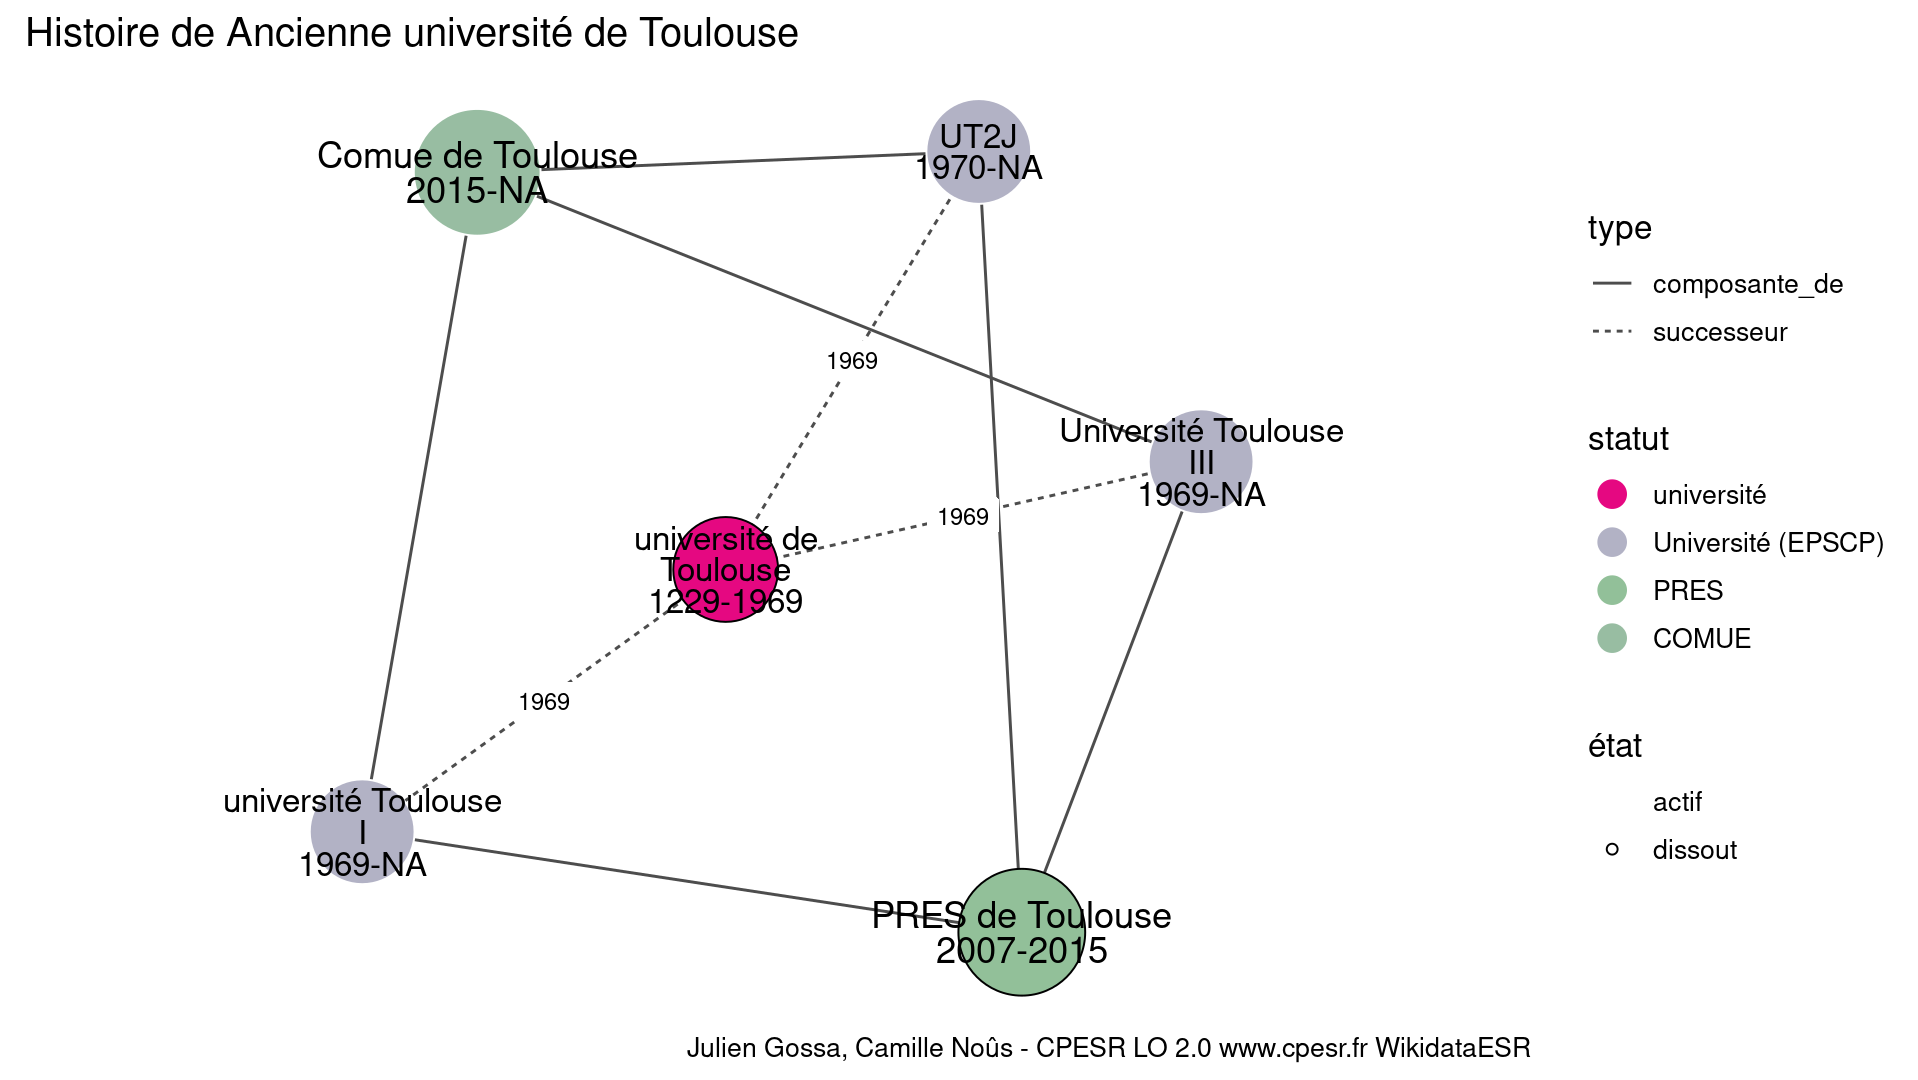 Histoire de Ancienne université de Toulouse
Comue de Toulouse
2015-NA
UT2J
1970-NA
1969
Université Toulouse
III
1969-NA
1969
université de
Toulouse
1229-1969
1969
université Toulouse
I
1969-NA
PRES de Toulouse
2007-2015
type
composante_de
successeur
statut
université
Université (EPSCP)
PRES
COMUE
état
actif
dissout
Julien Gossa, Camille Noûs - CPESR LO 2.0 www.cpesr.fr WikidataESR